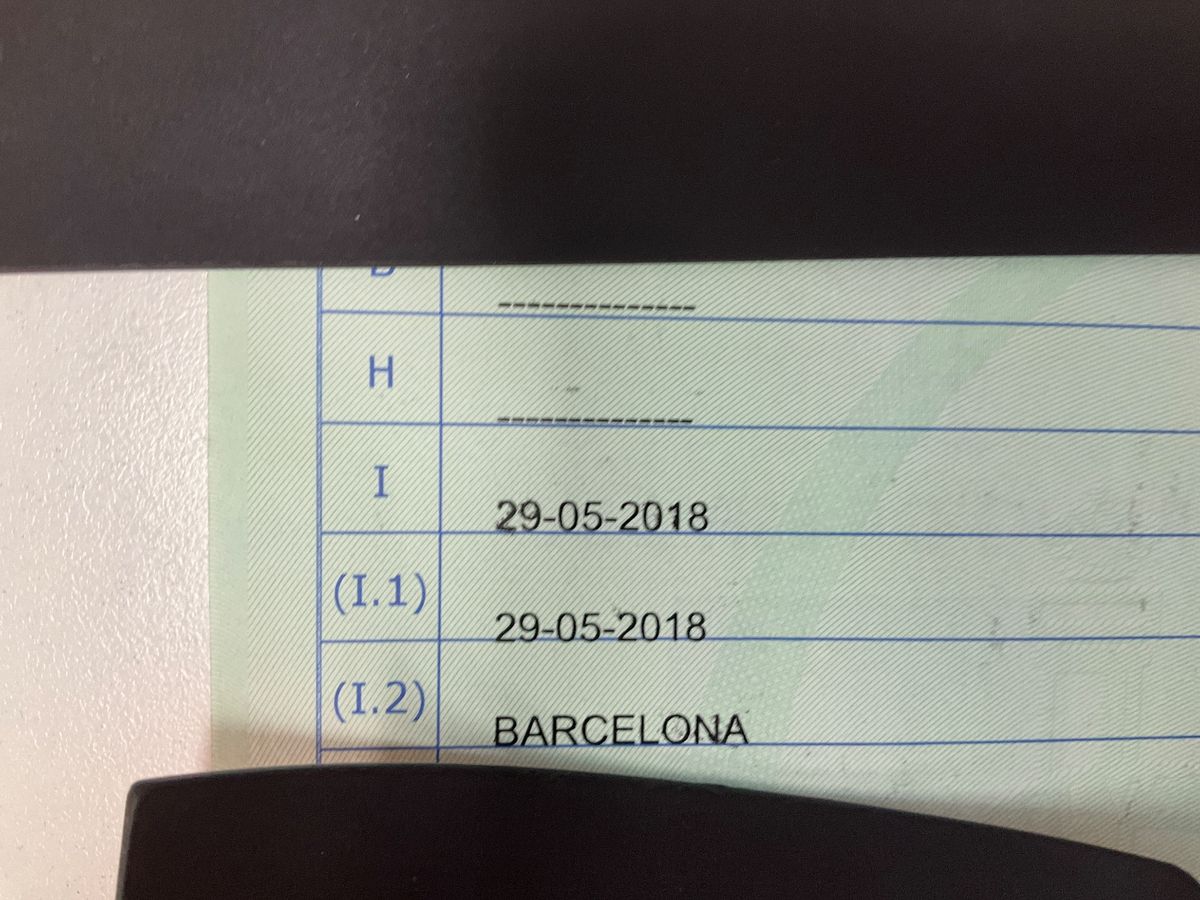 --------------
H --------------
I 29-05-2018
(I.1) 29-05-2018
(I.2) BARCELONA